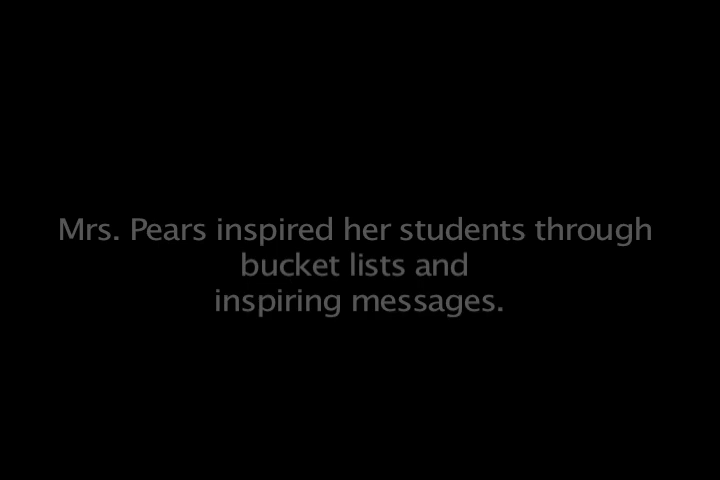 Mrs. Pears inspired her students through
bucket lists and
inspiring messages.